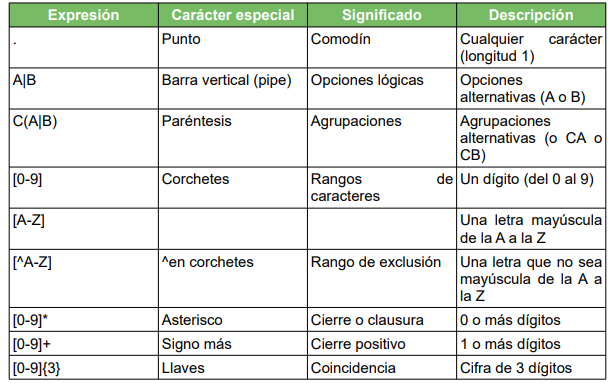 Expresión Carácter especial Significado Descripción
. Punto Comodín Cualquier carácter
(longitud 1)
A|B Barra vertical (pipe) Opciones lógicas Opciones
alternativas (A o B)
C(A|B) Paréntesis Agrupaciones Agrupaciones
alternativas (o CA o
CB)
[0-9] Corchetes Rangos de Un dígito (del 0 al 9)
caracteres
[A-Z] Una letra mayúscula
de la A a la Z
[^A-Z] ^en corchetes Rango de exclusión Una letra que no sea
mayúscula de la A a
la Z
[0-9]* Asterisco Cierre o clausura 0 o más dígitos
[0-9]+ Signo más Cierre positivo 1 o más dígitos
[0-9]{3} Llaves Coincidencia Cifra de 3 dígitos